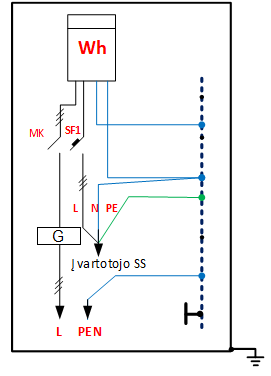 Wh
MK SF1
L N PE
G
Į vartotojo SS
L PEN